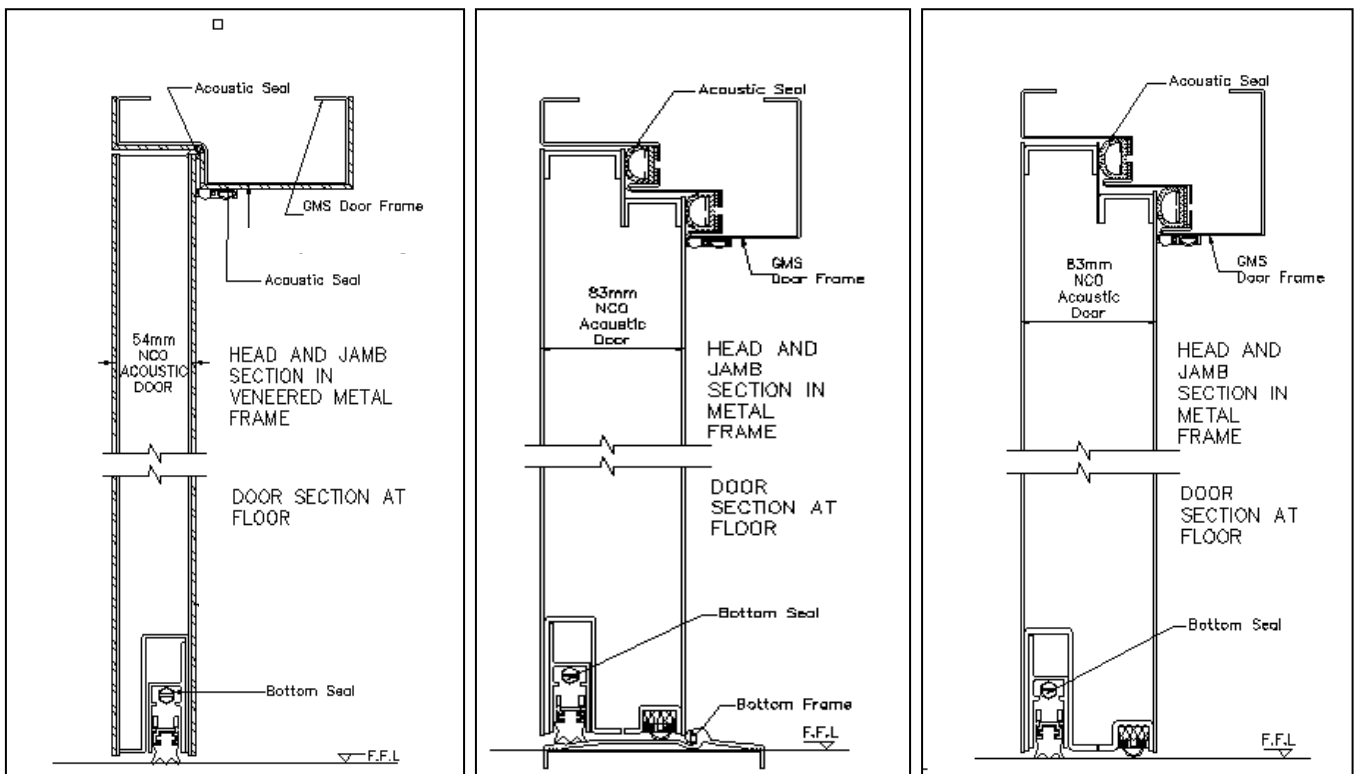 Acoustic Seal
GMS Door Frame
Acoustic Seal
54mm
NCO
ACOUSTIC
DOOR
HEAD AND JAMB
SECTION IN
VENEERED METAL
FRAME
DOOR SECTION AT
FLOOR
Bottom Seal
F.F.L
Acoustic Seal
GMS
Door Frame
83mm
NCO
Acoustic
Door
HEAD AND
JAMB
SECTION IN
METAL
FRAME
DOOR
SECTION AT
FLOOR
Bottom Seal
Bottom Frame
F.F.L
Acoustic Seal
GMS
Door Frame
83mm
NCO
Acoustic
Door
HEAD AND
JAMB
SECTION IN
METAL
FRAME
DOOR
SECTION AT
FLOOR
Bottom Seal
F.F.L